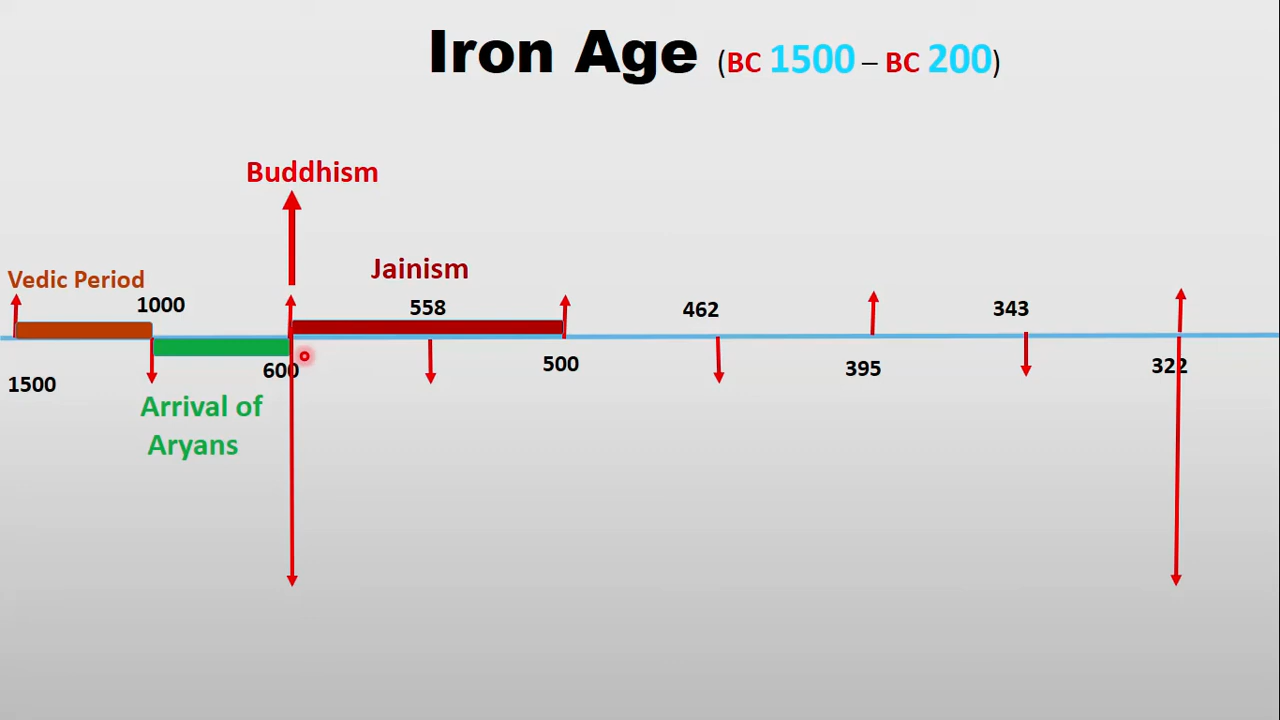 Iron Age (BC 1500 – BC 200)
Buddhism
Jainism
Vedic Period
1000
558
462
343
1500
600
500
395
322
Arrival of
Aryans